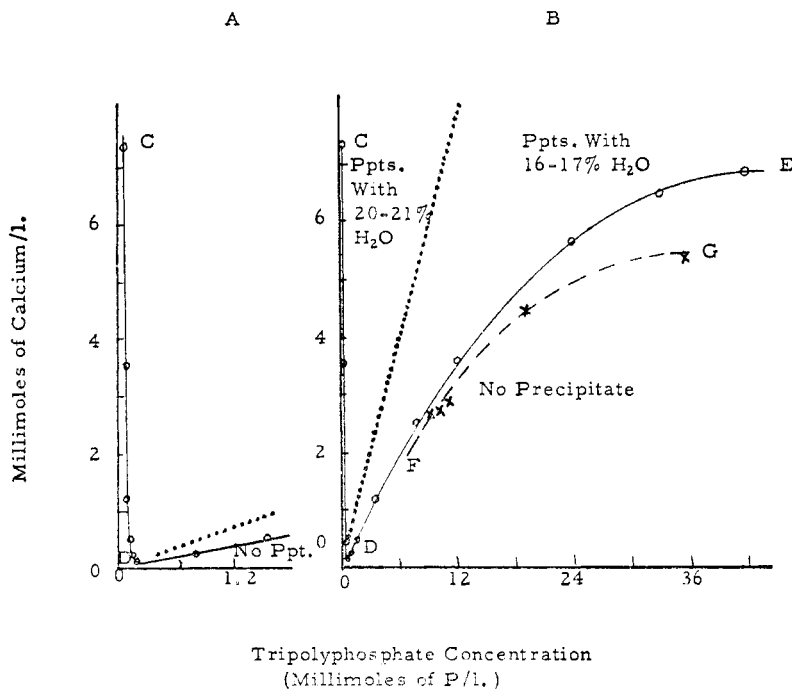 A
B
C
C
Ppts.
With
20-21%
H₂O
Ppts. With
16-17% H₂O
E
G
No Precipitate
F
D
D
No Ppt.
Millimoles of Calcium/l.
6
4
2
0
6
4
2
0
0
1.2
0
12
24
36
Tripolyphosphate Concentration
(Millimoles of P/l.)